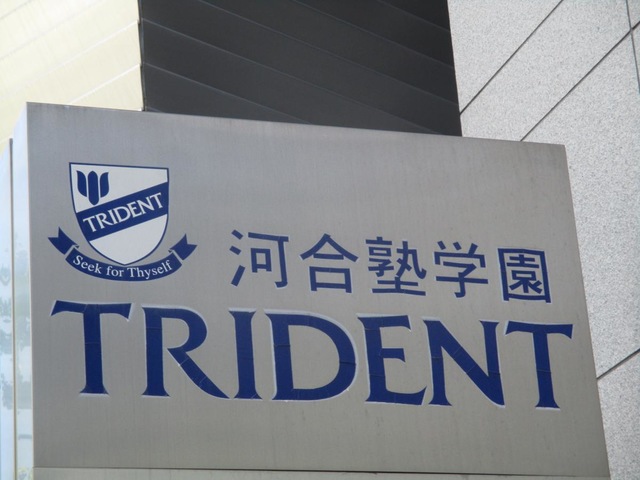 TRIDENT
Seek for Thyself
河合塾学園
TRIDENT